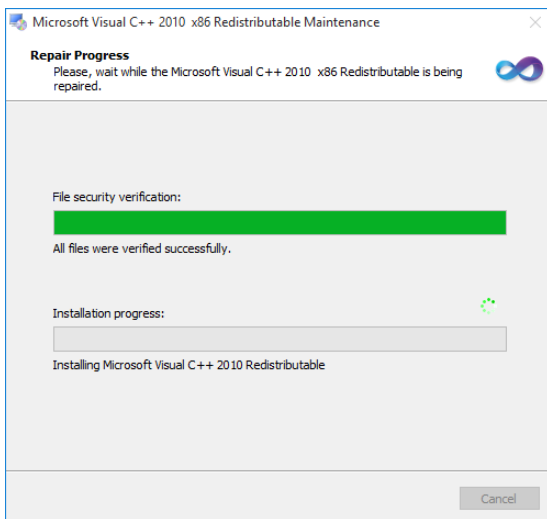 Microsoft Visual C++ 2010  x86 Redistributable Maintenance
Repair Progress
Please, wait while the Microsoft Visual C++ 2010  x86 Redistributable is being
repaired.
File security verification:
All files were verified successfully.
Installation progress:
Installing Microsoft Visual C++ 2010 Redistributable
Cancel